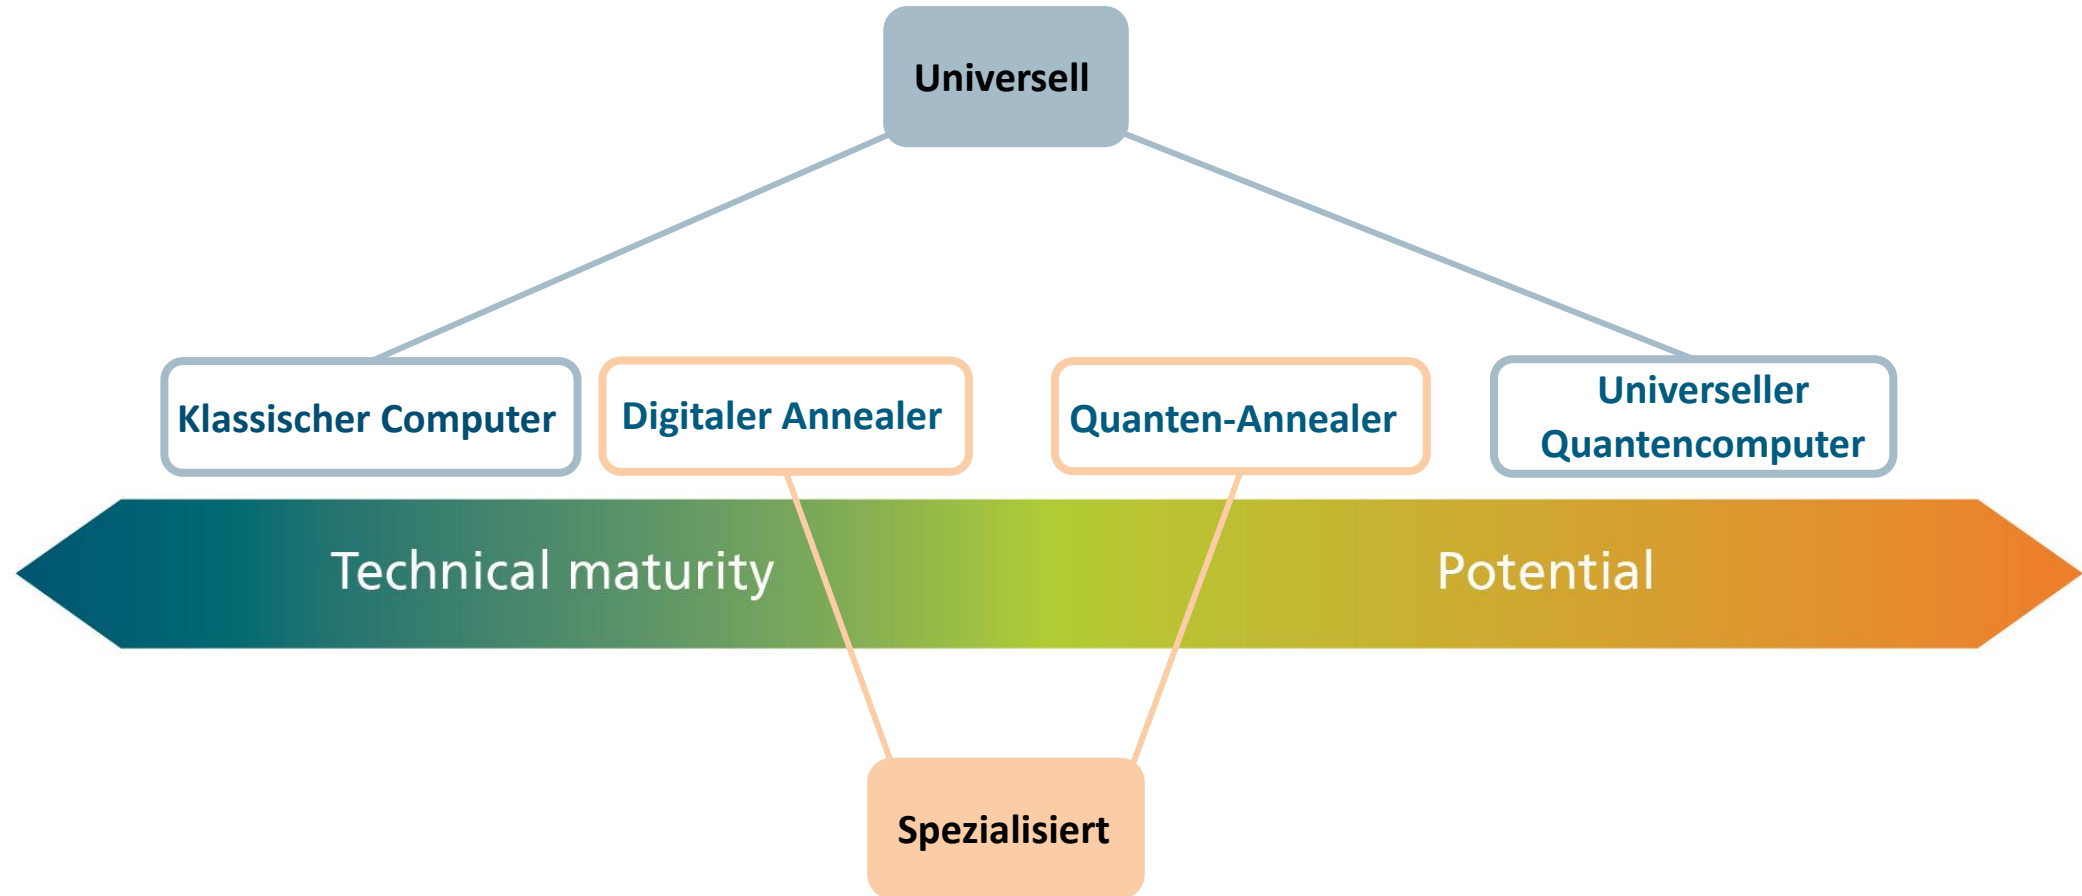 Universell
Klassischer Computer
Digitaler Annealer
Quanten-Annealer
Universeller
Quantencomputer
Technical maturity
Potential
Spezialisiert